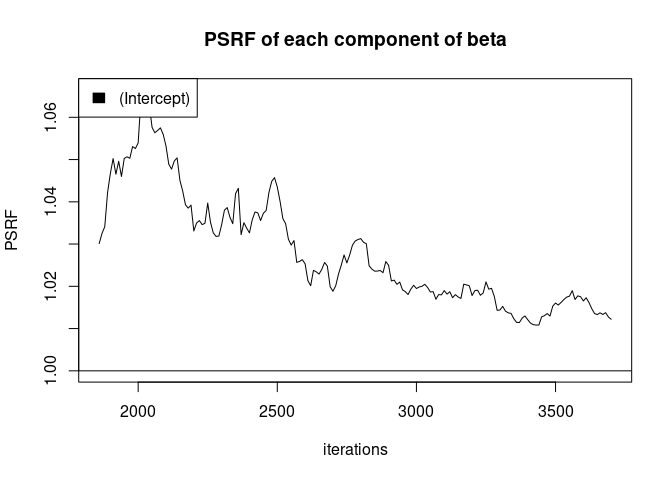 PSRF of each component of beta
(Intercept)
PSRF
1.06
1.04
1.02
1.00
2000 2500 3000 3500
iterations